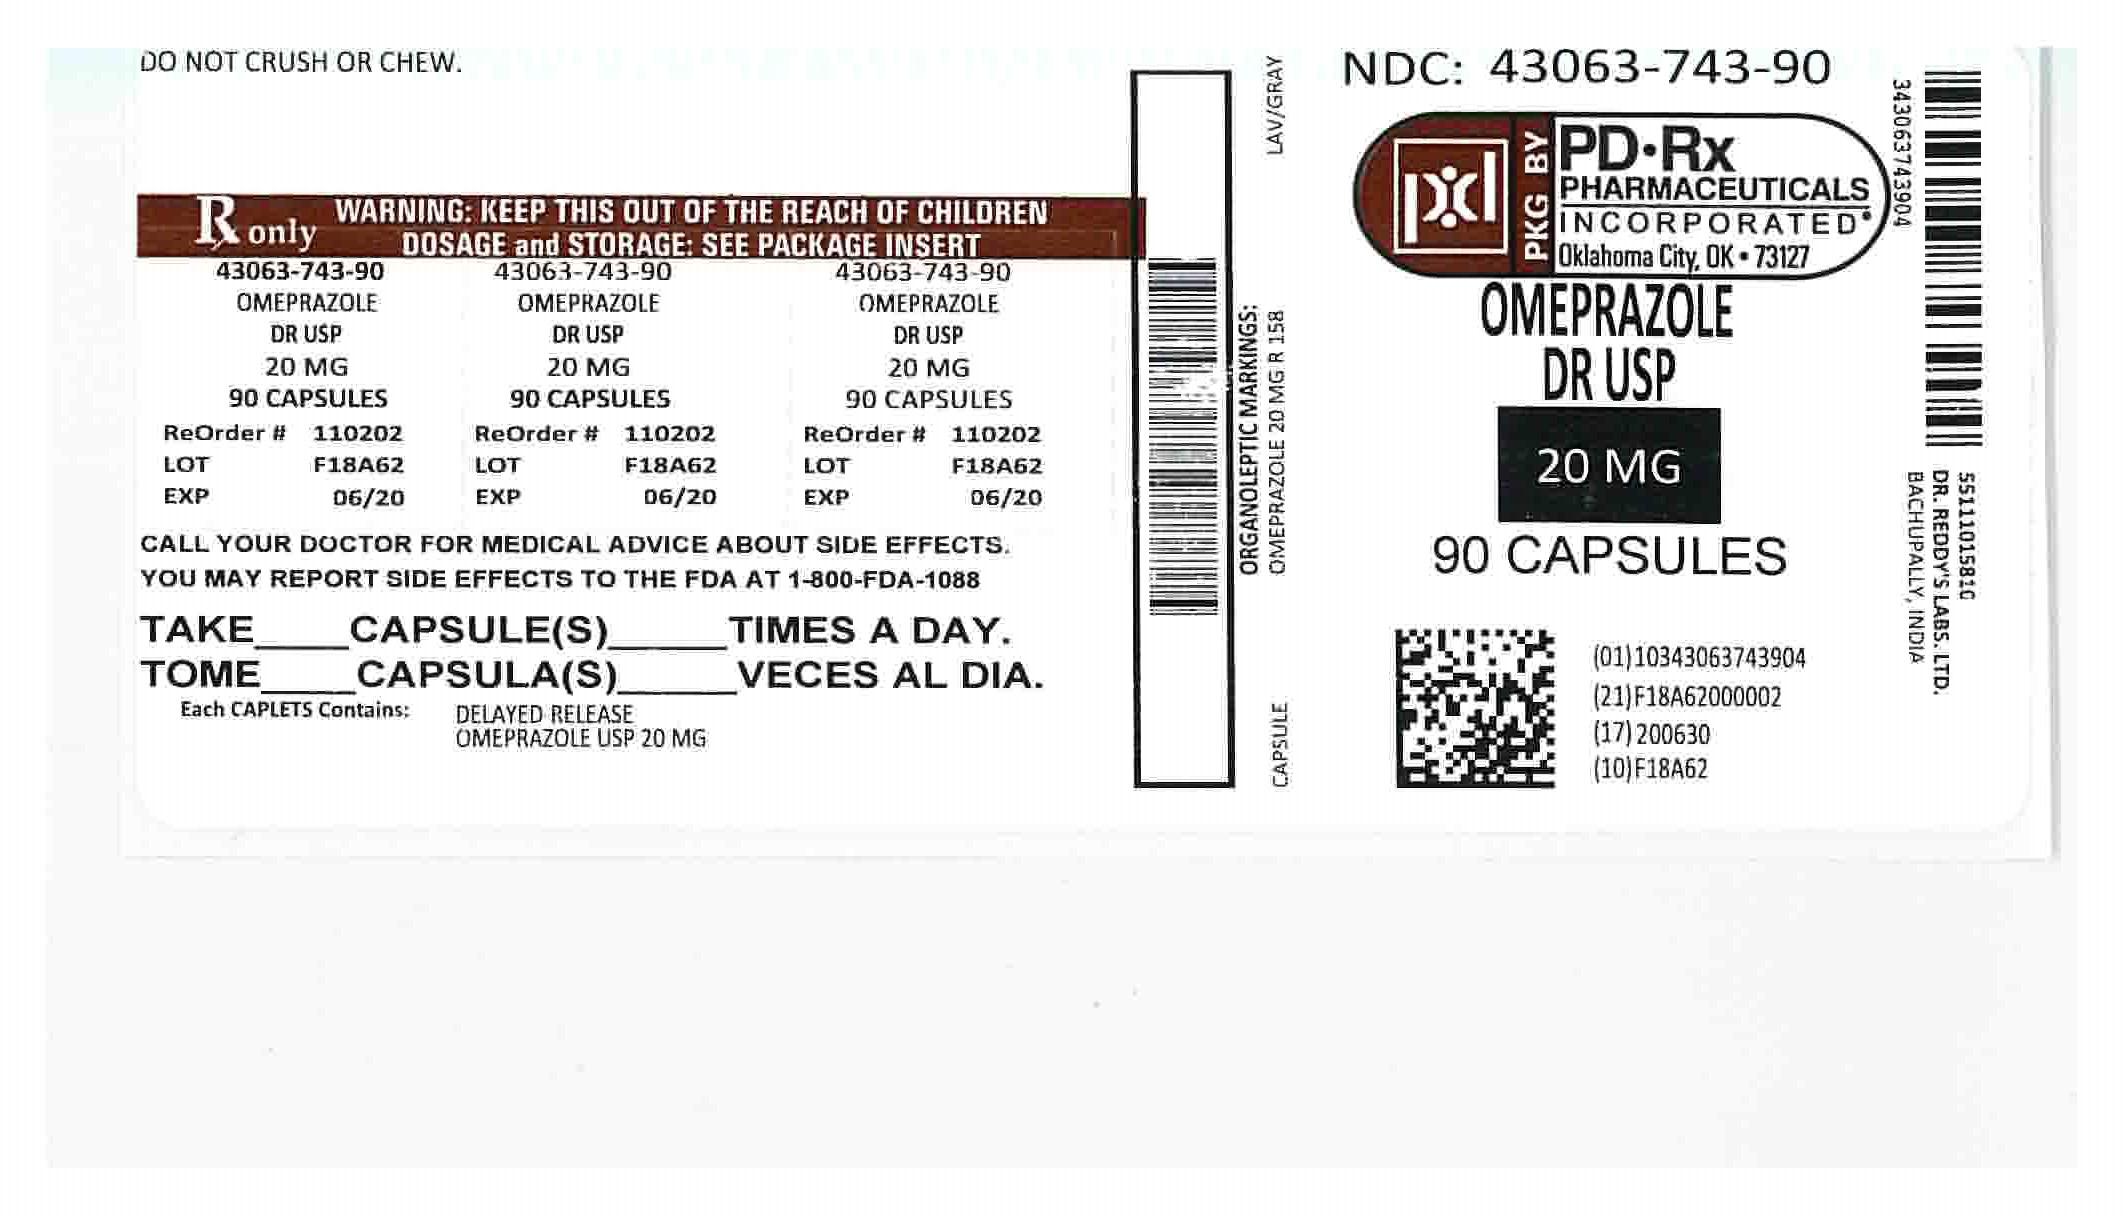 DO NOT CRUSH OR CHEW.
Rx only
WARNING: KEEP THIS OUT OF THE REACH OF CHILDREN
DOSAGE and STORAGE: SEE PACKAGE INSERT
43063-743-90 43063-743-90 43063-743-90
OMEPRAZOLE OMEPRAZOLE OMEPRAZOLE
DR USP DR USP DR USP
20 MG 20 MG 20 MG
90 CAPSULES 90 CAPSULES 90 CAPSULES
ReOrder # 110202 ReOrder # 110202 ReOrder # 110202
LOT F18A62 LOT F18A62 LOT F18A62
EXP 06/20 EXP 06/20 EXP 06/20
CALL YOUR DOCTOR FOR MEDICAL ADVICE ABOUT SIDE EFFECTS.
YOU MAY REPORT SIDE EFFECTS TO THE FDA AT 1-800-FDA-1088
TAKE____CAPSULE(S)_____TIMES A DAY.
TOME____CAPSULA(S)_____VECES AL DIA.
Each CAPLETS Contains: DELAYED RELEASE
OMEPRAZOLE USP 20 MG
ORGANOLEPTIC MARKINGS:
CAPSULE OMEPRAZOLE 20 MG R 158 LAV/GRAY
NDC: 43063-743-90
PKG BY
PD•Rx
PHARMACEUTICALS
INCORPORATED®
Oklahoma City, OK • 73127
OMEPRAZOLE
DR USP
20 MG
90 CAPSULES
(01)10343063743904
(21)F18A62000002
(17)200630
(10)F18A62
343063743904
55111015810
DR. REDDY'S LABS. LTD.
BACHUPALLY, INDIA